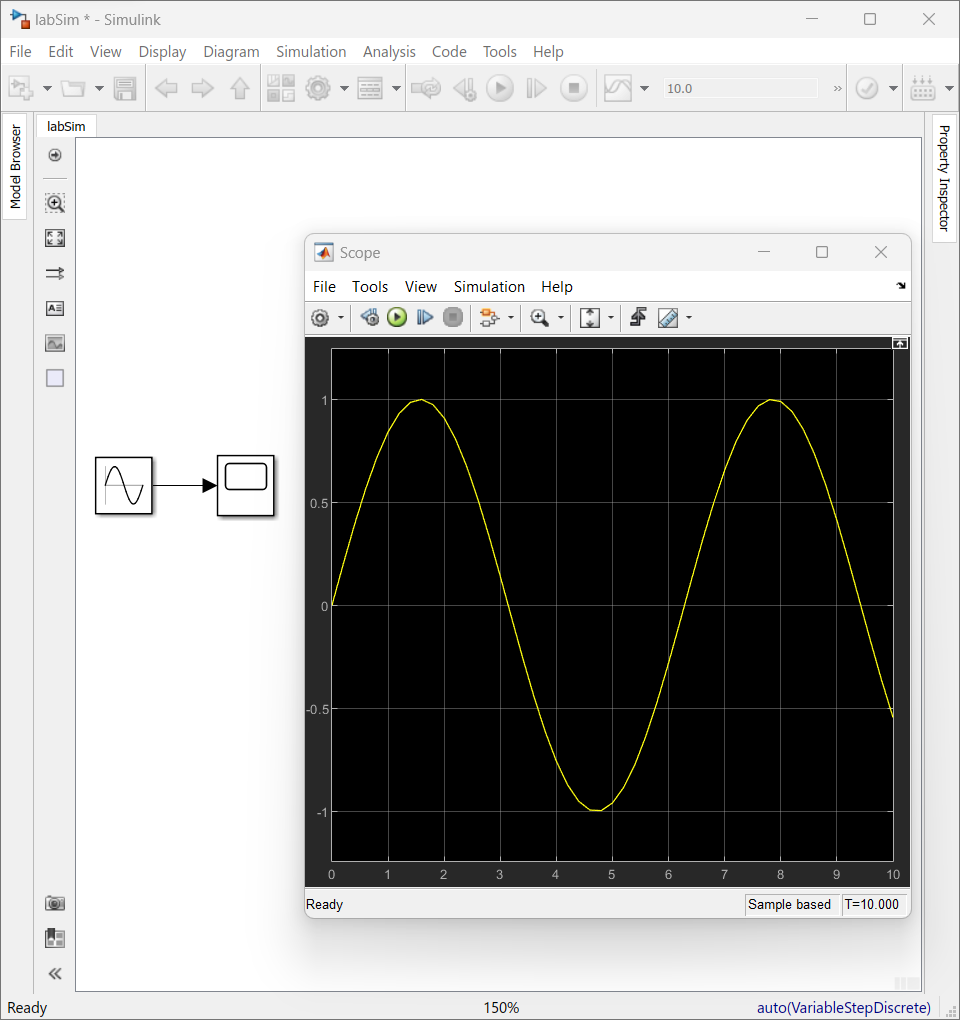 labSim * - Simulink
File Edit View Display Diagram Simulation Analysis Code Tools Help
10.0 »
Model Browser
labSim
Property Inspector
Scope
File Tools View Simulation Help
1
0.5
0
-0.5
-1
0 1 2 3 4 5 6 7 8 9 10
Ready Sample based T=10.000
Ready 150% auto(VariableStepDiscrete)